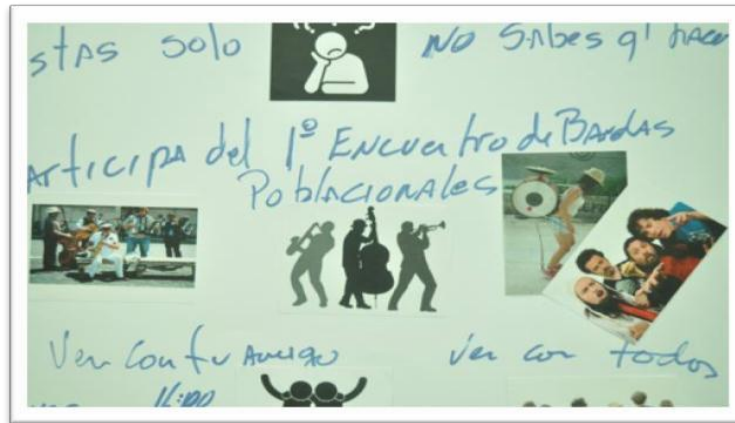 stAS solo NO SAbes q' hacer
Articipa del 1º Encuentro de BANdAS
PoblAcionAles
Ven Con tu Amigo ven con todos
16:00